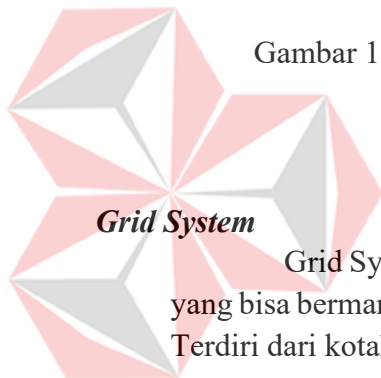 Gambar 1
Grid System
Grid Sy
yang bisa berman
Terdiri dari kotal